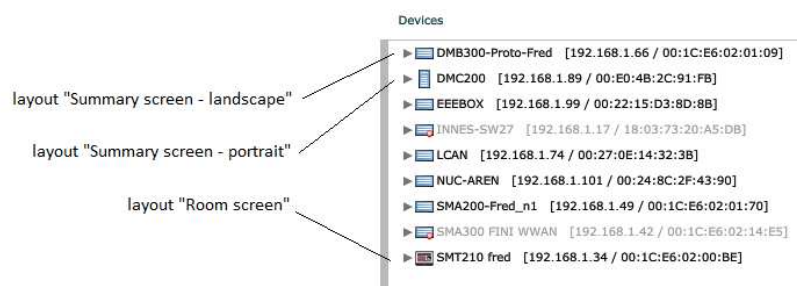 Devices
DMB300-Proto-Fred [192.168.1.66 / 00:1C:E6:02:01:09]
DMC200 [192.168.1.89 / 00:E0:4B:2C:91:FB]
layout "Summary screen - landscape"
EEEBOX [192.168.1.99 / 00:22:15:D3:8D:8B]
INNES-SW27 [192.168.1.17 / 18:03:73:20:A5:DB]
layout "Summary screen - portrait"
LCAN [192.168.1.74 / 00:27:0E:14:32:3B]
NUC-AREN [192.168.1.101 / 00:24:8C:2F:43:90]
layout "Room screen"
SMA200-Fred_n1 [192.168.1.49 / 00:1C:E6:02:01:70]
SMA300 FINI WWAN [192.168.1.42 / 00:1C:E6:02:14:E5]
SMT210 fred [192.168.1.34 / 00:1C:E6:02:00:BE]